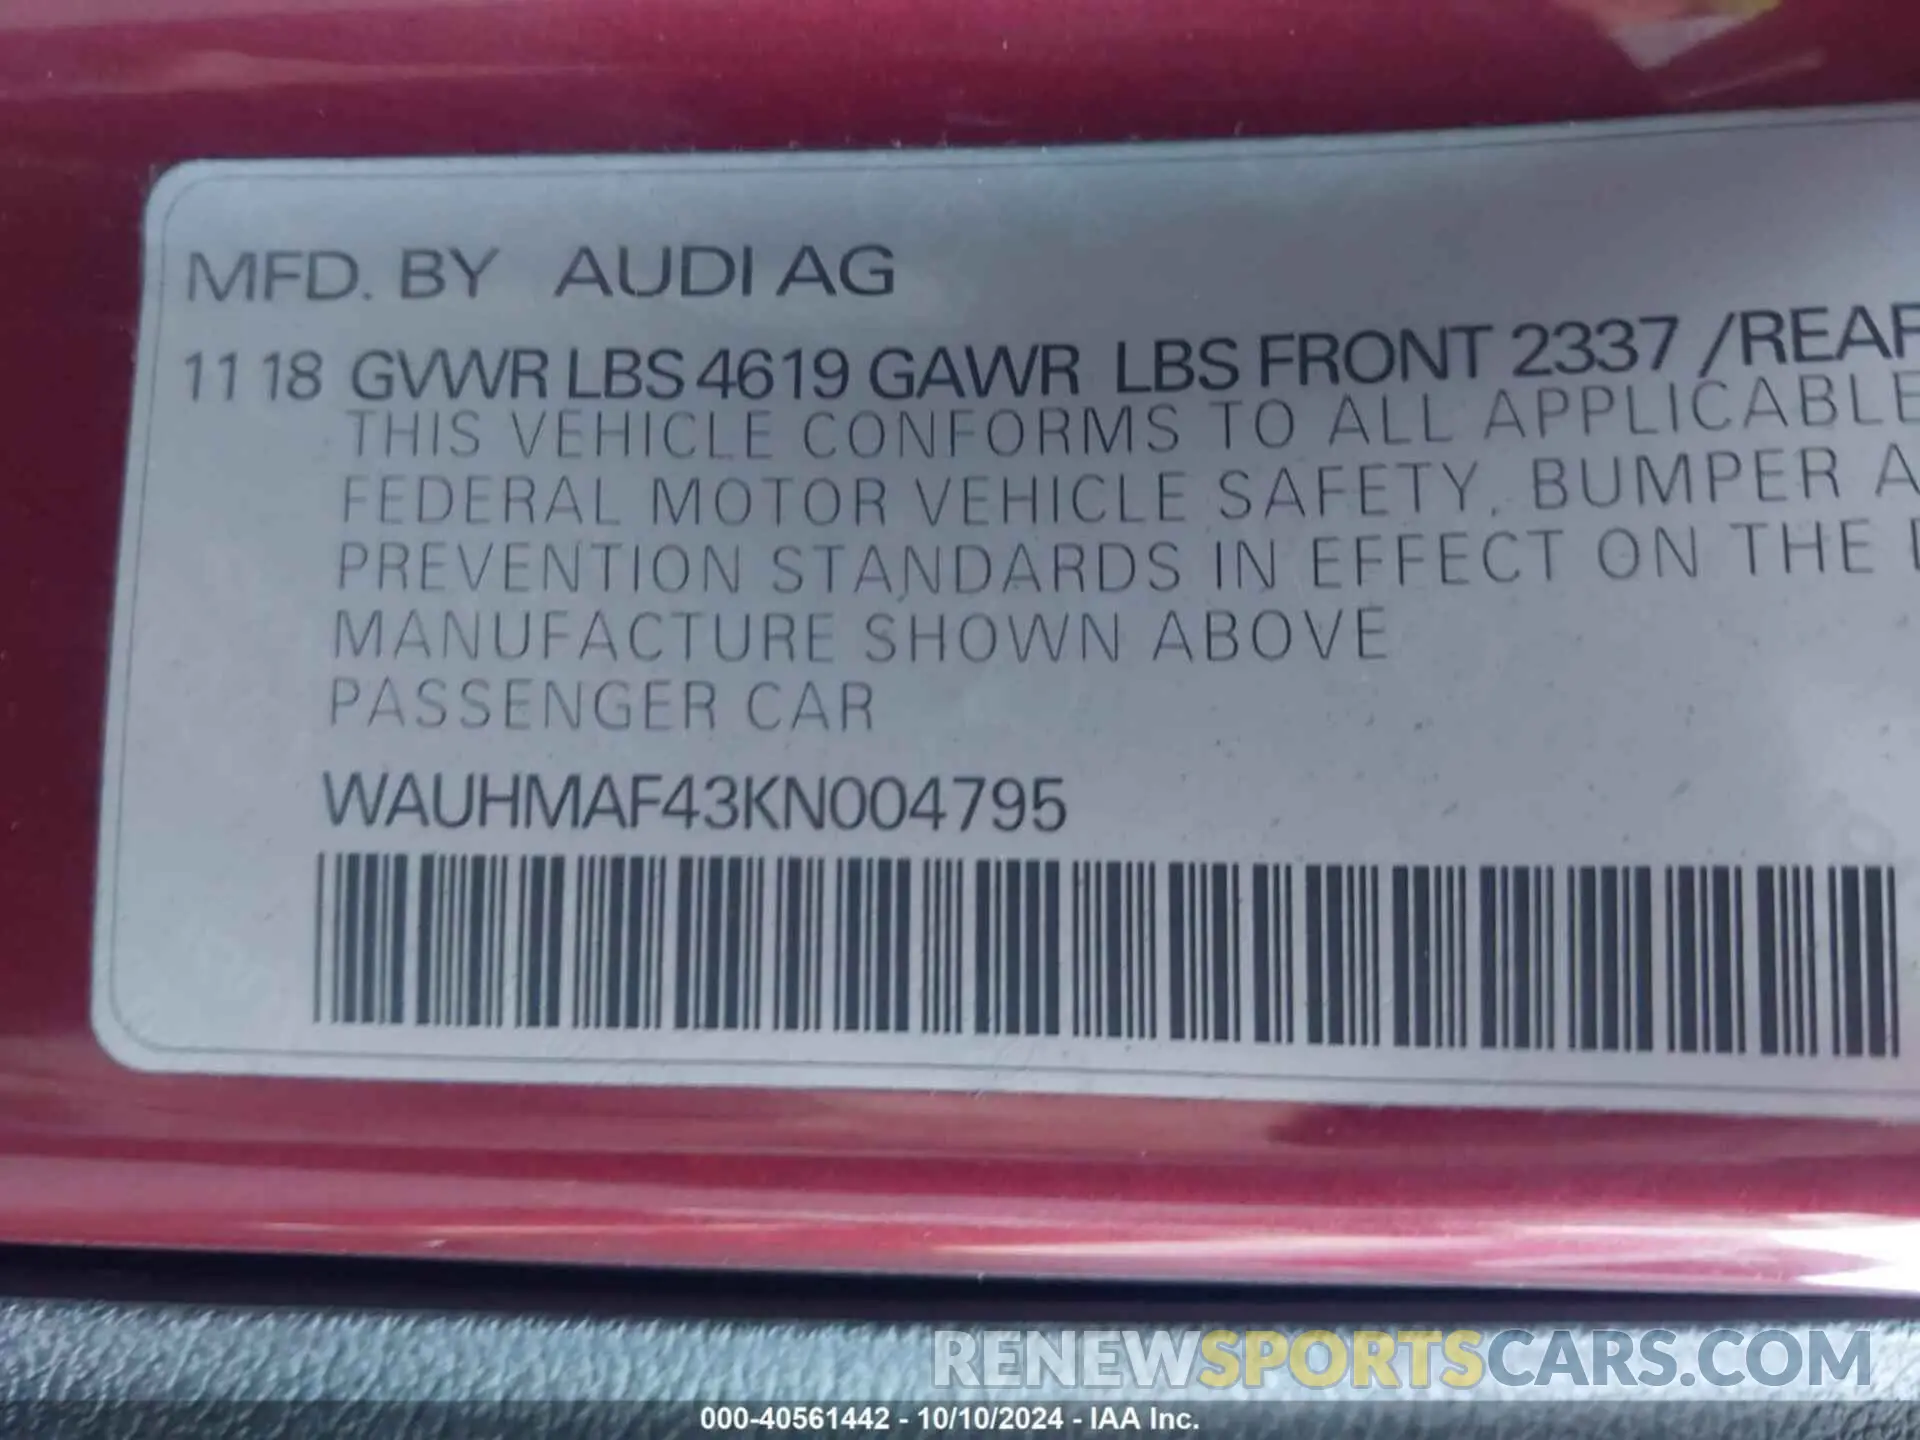 MFD. BY AUDI AG
11 18 GVWR LBS 4619 GAWR LBS FRONT 2337 /REAR
THIS VEHICLE CONFORMS TO ALL APPLICABLE
FEDERAL MOTOR VEHICLE SAFETY, BUMPER A
PREVENTION STANDARDS IN EFFECT ON THE
MANUFACTURE SHOWN ABOVE
PASSENGER CAR
WAUHMAF43KN004795
RENEWSPORTSCARS.COM
000-40561442 - 10/10/2024 - IAA Inc.